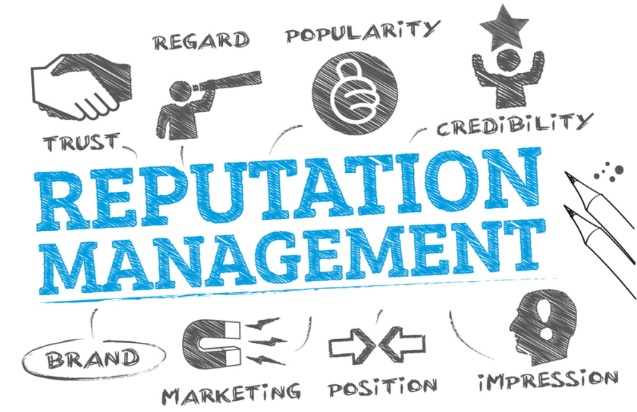 REGARD
POPULARITY
TRUST
CREDIBILITY
REPUTATION
MANAGEMENT
BRAND
MARKETING
POSITION
IMPRESSION